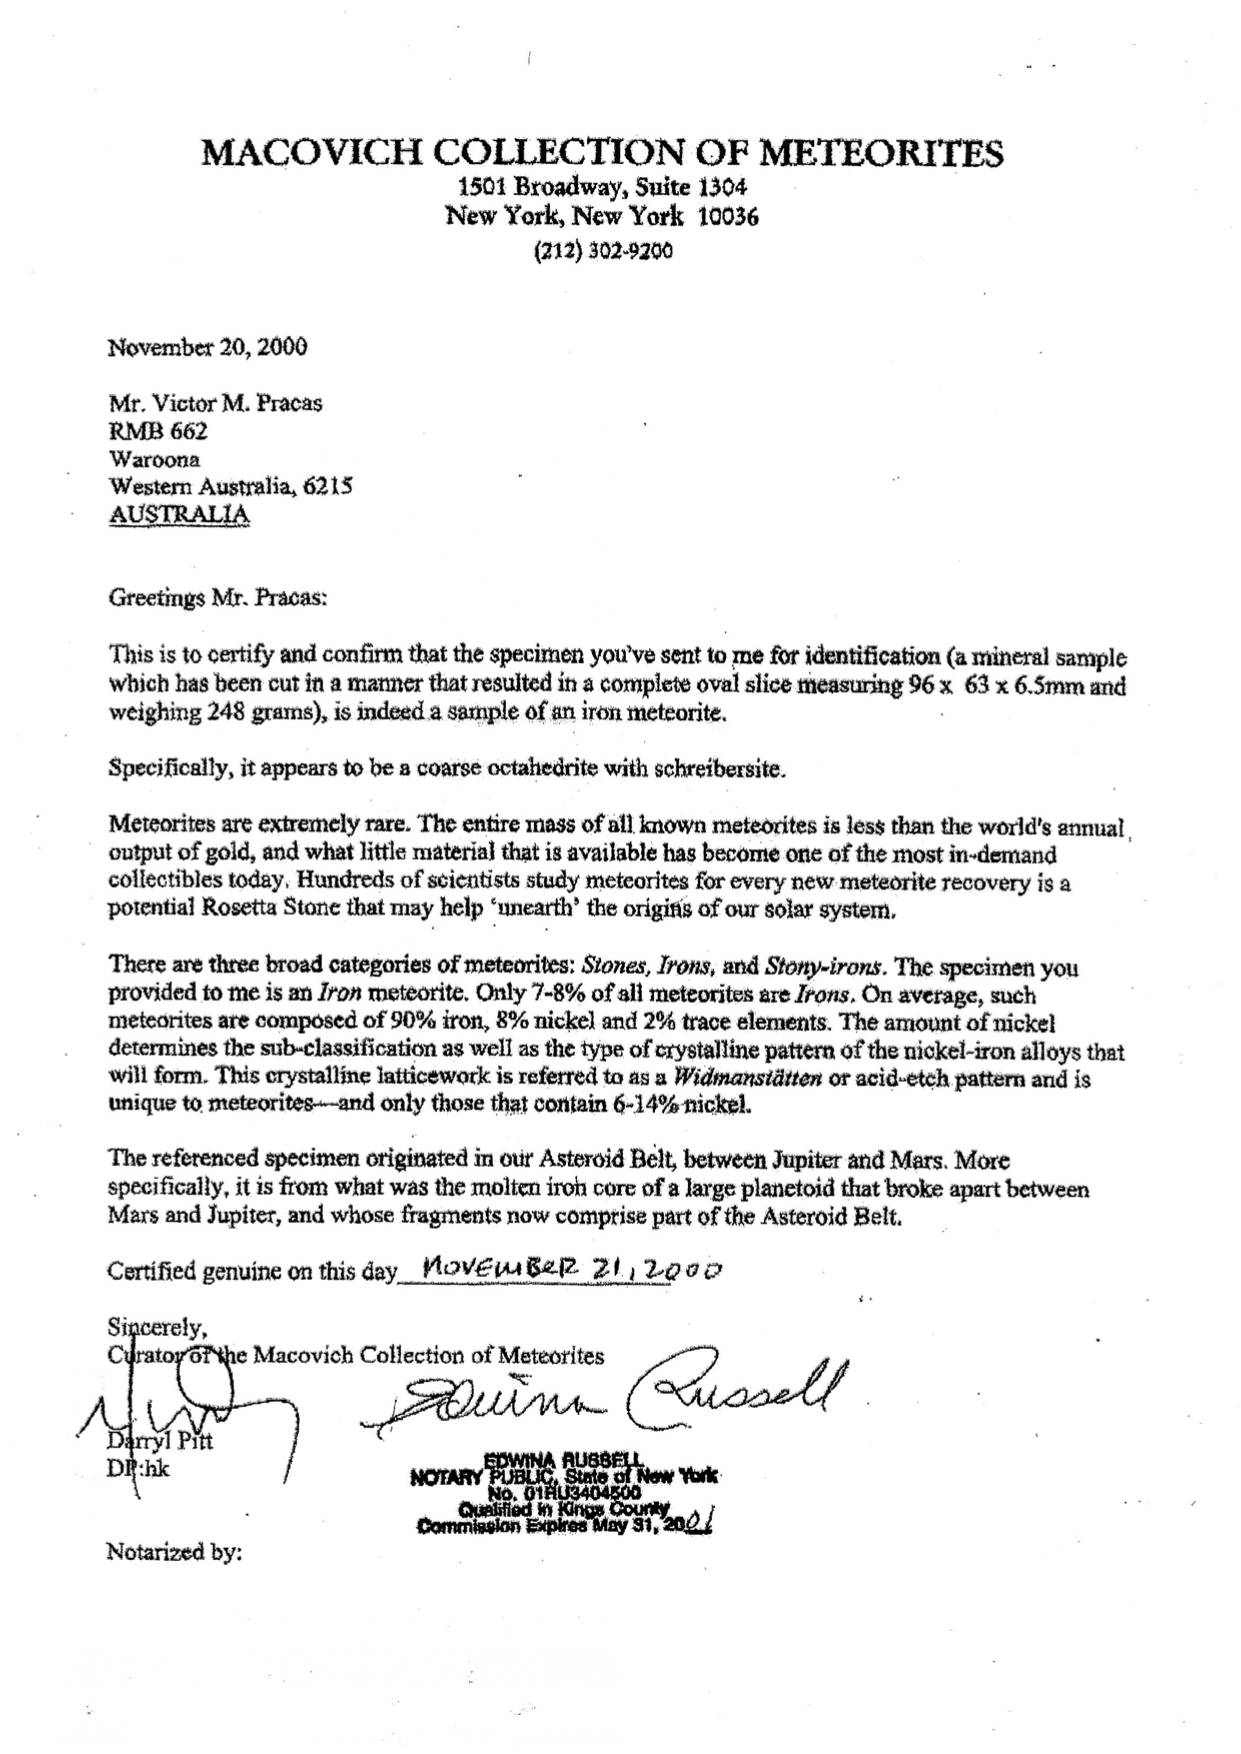 MACOVICH COLLECTION OF METEORITES
1501 Broadway, Suite 1304
New York, New York 10036
(212) 302-9200
November 20, 2000
Mr. Victor M. Pracas
RMB 662
Waroona
Western Australia, 6215
AUSTRALIA
Greetings Mr. Pracas:
This is to certify and confirm that the specimen you've sent to me for identification (a mineral sample
which has been cut in a manner that resulted in a complete oval slice measuring 96 x 63 x 6.5mm and
weighing 248 grams), is indeed a sample of an iron meteorite.
Specifically, it appears to be a coarse octahedrite with schreibersite.
Meteorites are extremely rare. The entire mass of all known meteorites is less than the world's annual
output of gold, and what little material that is available has become one of the most in-demand
collectibles today. Hundreds of scientists study meteorites for every new meteorite recovery is a
potential Rosetta Stone that may help ‘unearth’ the origins of our solar system.
There are three broad categories of meteorites: Stones, Irons, and Stony-irons. The specimen you
provided to me is an Iron meteorite. Only 7-8% of all meteorites are Irons. On average, such
meteorites are composed of 90% iron, 8% nickel and 2% trace elements. The amount of nickel
determines the sub-classification as well as the type of crystalline pattern of the nickel-iron alloys that
will form. This crystalline latticework is referred to as a Widmanstätten or acid-etch pattern and is
unique to meteorites—and only those that contain 6-14% nickel.
The referenced specimen originated in our Asteroid Belt, between Jupiter and Mars. More
specifically, it is from what was the molten iron core of a large planetoid that broke apart between
Mars and Jupiter, and whose fragments now comprise part of the Asteroid Belt.
Certified genuine on this day NOVEMBER 21, 2000
Sincerely,
Curator of the Macovich Collection of Meteorites
Edwina Russell
Darryl Pitt
DP:hk
EDWINA RUSSELL
NOTARY PUBLIC, State of New York
No. 01RU3404500
Qualified in Kings County
Commission Expires May 31, 2001
Notarized by: